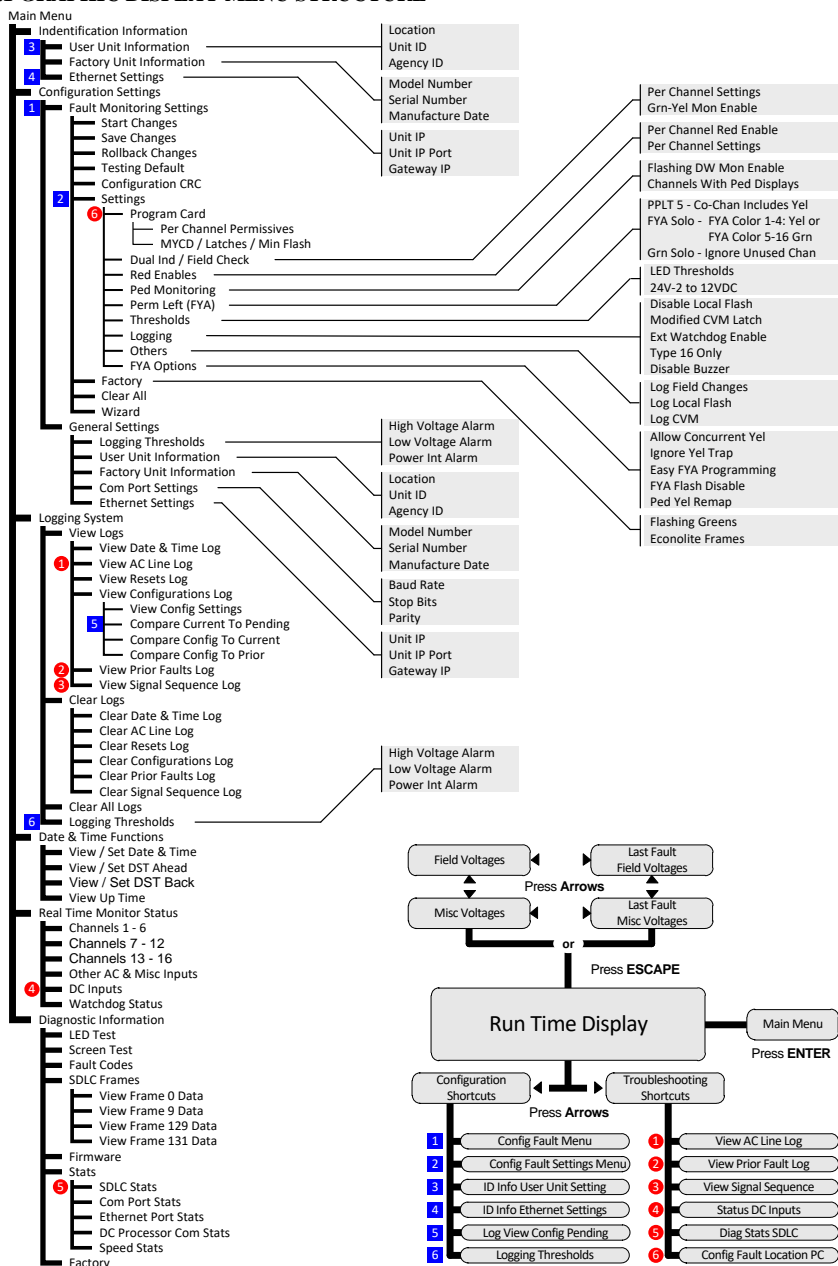 Main Menu
Indentification Information
3
User Unit Information
Factory Unit Information
4
Ethernet Settings
Configuration Settings
1
Fault Monitoring Settings
Start Changes
Save Changes
Rollback Changes
Testing Default
Configuration CRC
2
Settings
6
Program Card
Per Channel Permissives
MYCD / Latches / Min Flash
Dual Ind / Field Check
Red Enables
Ped Monitoring
Perm Left (FYA)
Thresholds
Logging
Others
FYA Options
Factory
Clear All
Wizard
General Settings
Logging Thresholds
User Unit Information
Factory Unit Information
Com Port Settings
Ethernet Settings
Logging System
View Logs
View Date & Time Log
1
View AC Line Log
View Resets Log
View Configurations Log
View Config Settings
5
Compare Current To Pending
Compare Config To Current
Compare Config To Prior
2
View Prior Faults Log
3
View Signal Sequence Log
Clear Logs
Clear Date & Time Log
Clear AC Line Log
Clear Resets Log
Clear Configurations Log
Clear Prior Faults Log
Clear Signal Sequence Log
Clear All Logs
6
Logging Thresholds
Date & Time Functions
View / Set Date & Time
View / Set DST Ahead
View / Set DST Back
View Up Time
Real Time Monitor Status
Channels 1 - 6
Channels 7 - 12
Channels 13 - 16
Other AC & Misc Inputs
4
DC Inputs
Watchdog Status
Diagnostic Information
LED Test
Screen Test
Fault Codes
SDLC Frames
View Frame 0 Data
View Frame 9 Data
View Frame 129 Data
View Frame 131 Data
Firmware
Stats
5
SDLC Stats
Com Port Stats
Ethernet Port Stats
DC Processor Com Stats
Speed Stats
Factory
Location
Unit ID
Agency ID
Model Number
Serial Number
Manufacture Date
Unit IP
Unit IP Port
Gateway IP
Per Channel Settings
Grn-Yel Mon Enable
Per Channel Red Enable
Per Channel Settings
Flashing DW Mon Enable
Channels With Ped Displays
PPLT 5 - Co-Chan Includes Yel
FYA Solo - FYA Color 1-4: Yel or
FYA Color 5-16 Grn
Grn Solo - Ignore Unused Chan
LED Thresholds
24V-2 to 12VDC
Disable Local Flash
Modified CVM Latch
Ext Watchdog Enable
Type 16 Only
Disable Buzzer
Log Field Changes
Log Local Flash
Log CVM
Allow Concurrent Yel
Ignore Yel Trap
Easy FYA Programming
FYA Flash Disable
Ped Yel Remap
Flashing Greens
Econolite Frames
High Voltage Alarm
Low Voltage Alarm
Power Int Alarm
Location
Unit ID
Agency ID
Model Number
Serial Number
Manufacture Date
Baud Rate
Stop Bits
Parity
Unit IP
Unit IP Port
Gateway IP
High Voltage Alarm
Low Voltage Alarm
Power Int Alarm
Field Voltages
Last Fault
Field Voltages
Press Arrows
Misc Voltages
Last Fault
Misc Voltages
or
Press ESCAPE
Run Time Display
Main Menu
Press ENTER
Configuration
Shortcuts
Troubleshooting
Shortcuts
Press Arrows
1 Config Fault Menu
2 Config Fault Settings Menu
3 ID Info User Unit Setting
4 ID Info Ethernet Settings
5 Log View Config Pending
6 Logging Thresholds
1 View AC Line Log
2 View Prior Fault Log
3 View Signal Sequence
4 Status DC Inputs
5 Diag Stats SDLC
6 Config Fault Location PC